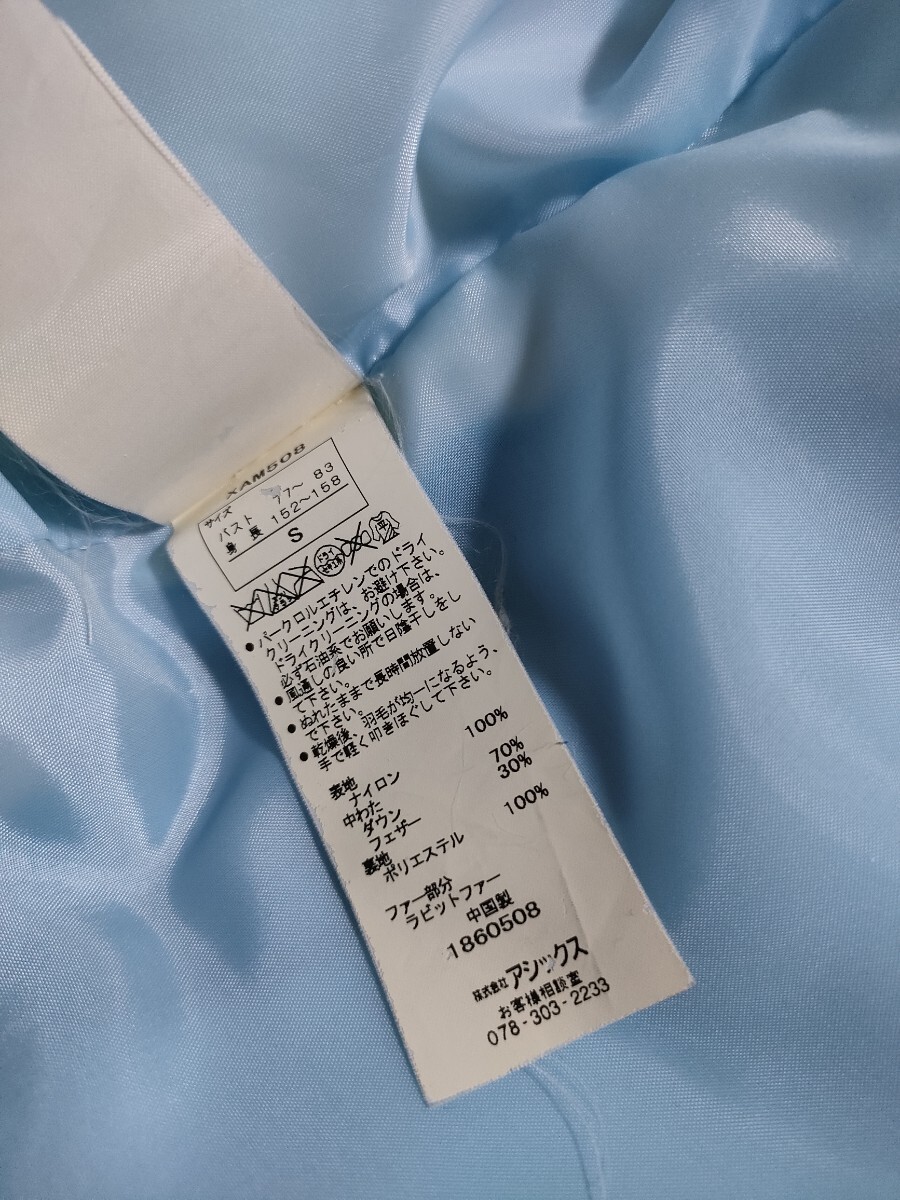 XAM508
サイズ
バスト 77～ 83
身 長 152～158
S
ドライ
平
●パークロルエチレンでのドライ
クリーニングは、お避け下さい。
ドライクリーニングの場合は、
必ず石油系でお願いします。
●風通しの良い所で日陰干しをし
て下さい。
●ぬれたままで長時間放置しない
で下さい。
●乾燥後、羽毛が均一になるよう、
手で軽く叩きほぐして下さい。
表地
ナイロン 100%
中わた
ダウン 70%
フェザー 30%
裏地
ポリエステル 100%
ファー部分
ラビットファー
中国製
1860508
株式会社アシックス
お客様相談室
078-303-2233